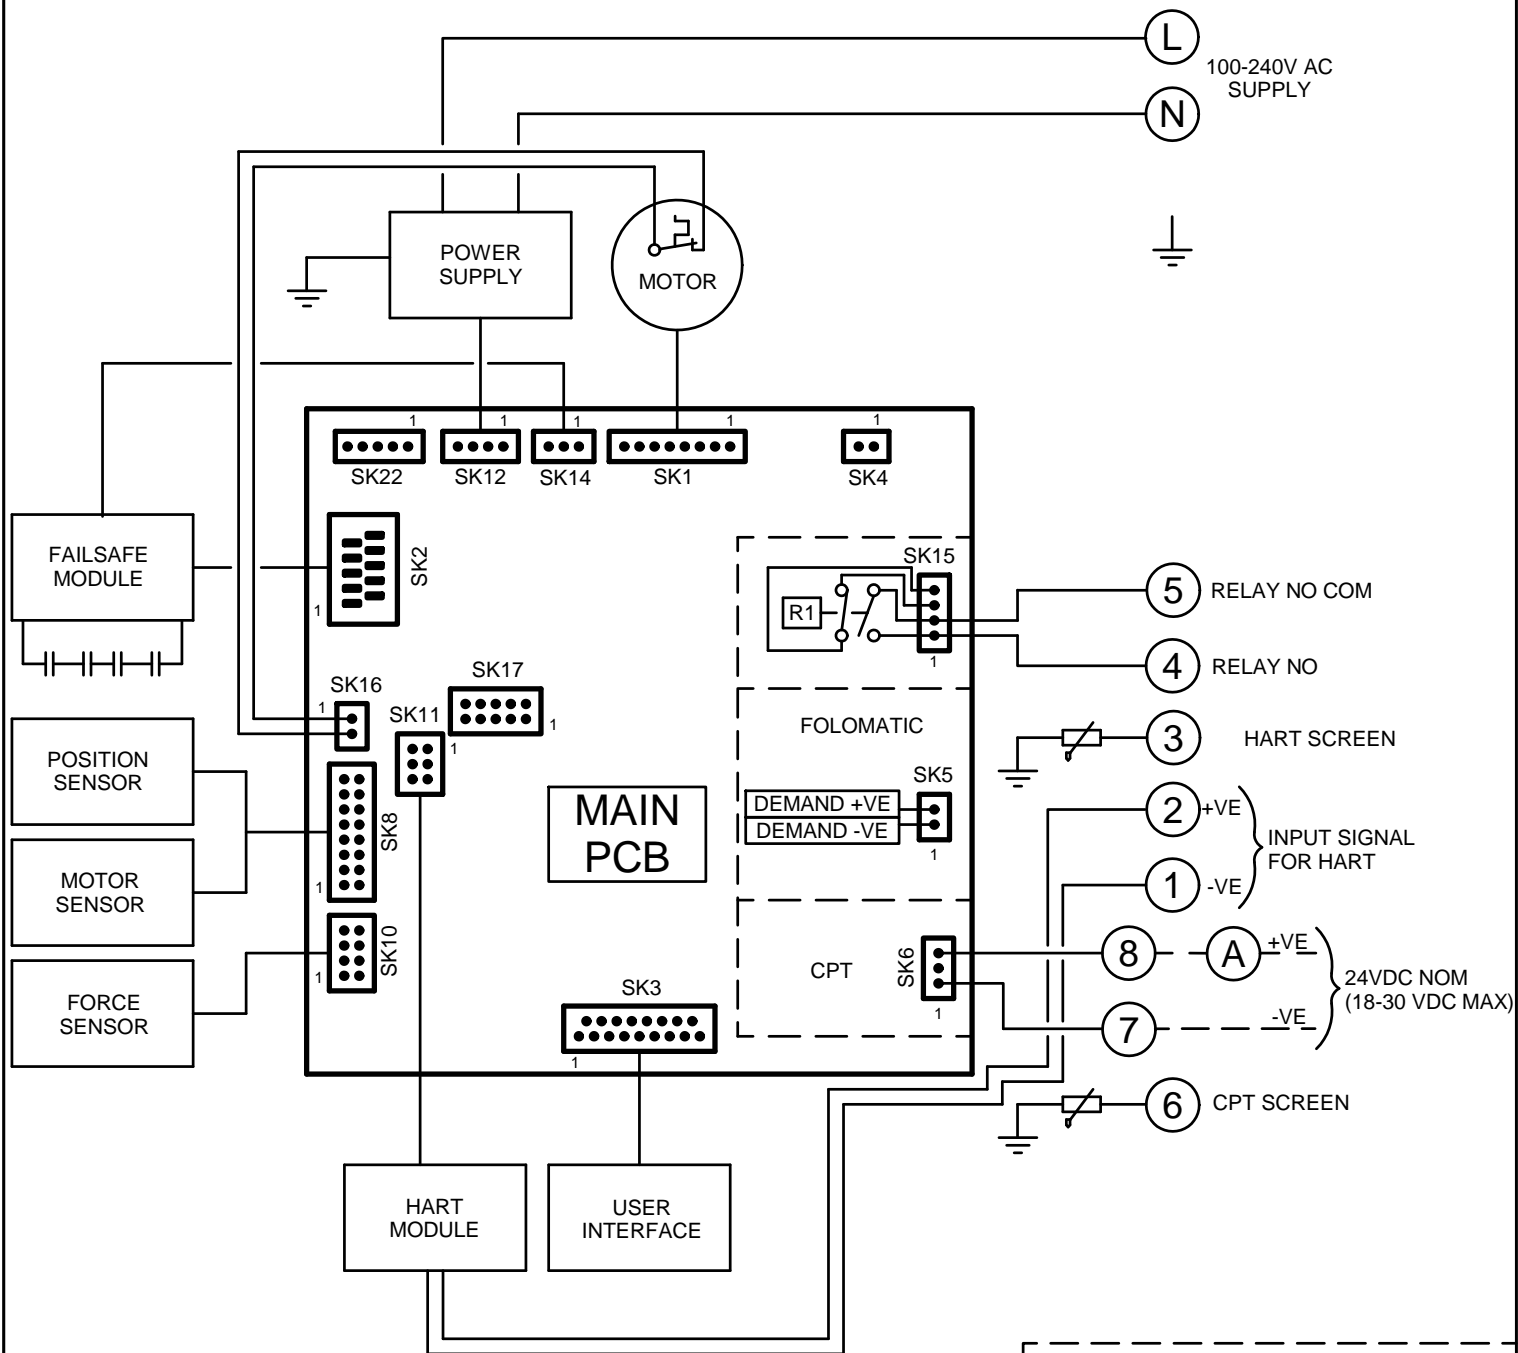 L
100-240V AC
SUPPLY
N
POWER
SUPPLY
MOTOR
1
1
1
1
1
SK22
SK12
SK14
SK1
SK4
FAILSAFE
MODULE
SK2
1
SK15
R1
1
5
RELAY NO COM
4
RELAY NO
SK16
1
SK17
1
SK11
1
FOLOMATIC
3
HART SCREEN
POSITION
SENSOR
SK5
DEMAND +VE
DEMAND -VE
1
2
+VE
INPUT SIGNAL
FOR HART
1
-VE
MAIN
PCB
SK8
1
MOTOR
SENSOR
SK10
1
FORCE
SENSOR
CPT
SK6
1
8
A
+VE
24VDC NOM
(18-30 VDC MAX)
7
-VE
SK3
1
6
CPT SCREEN
HART
MODULE
USER
INTERFACE